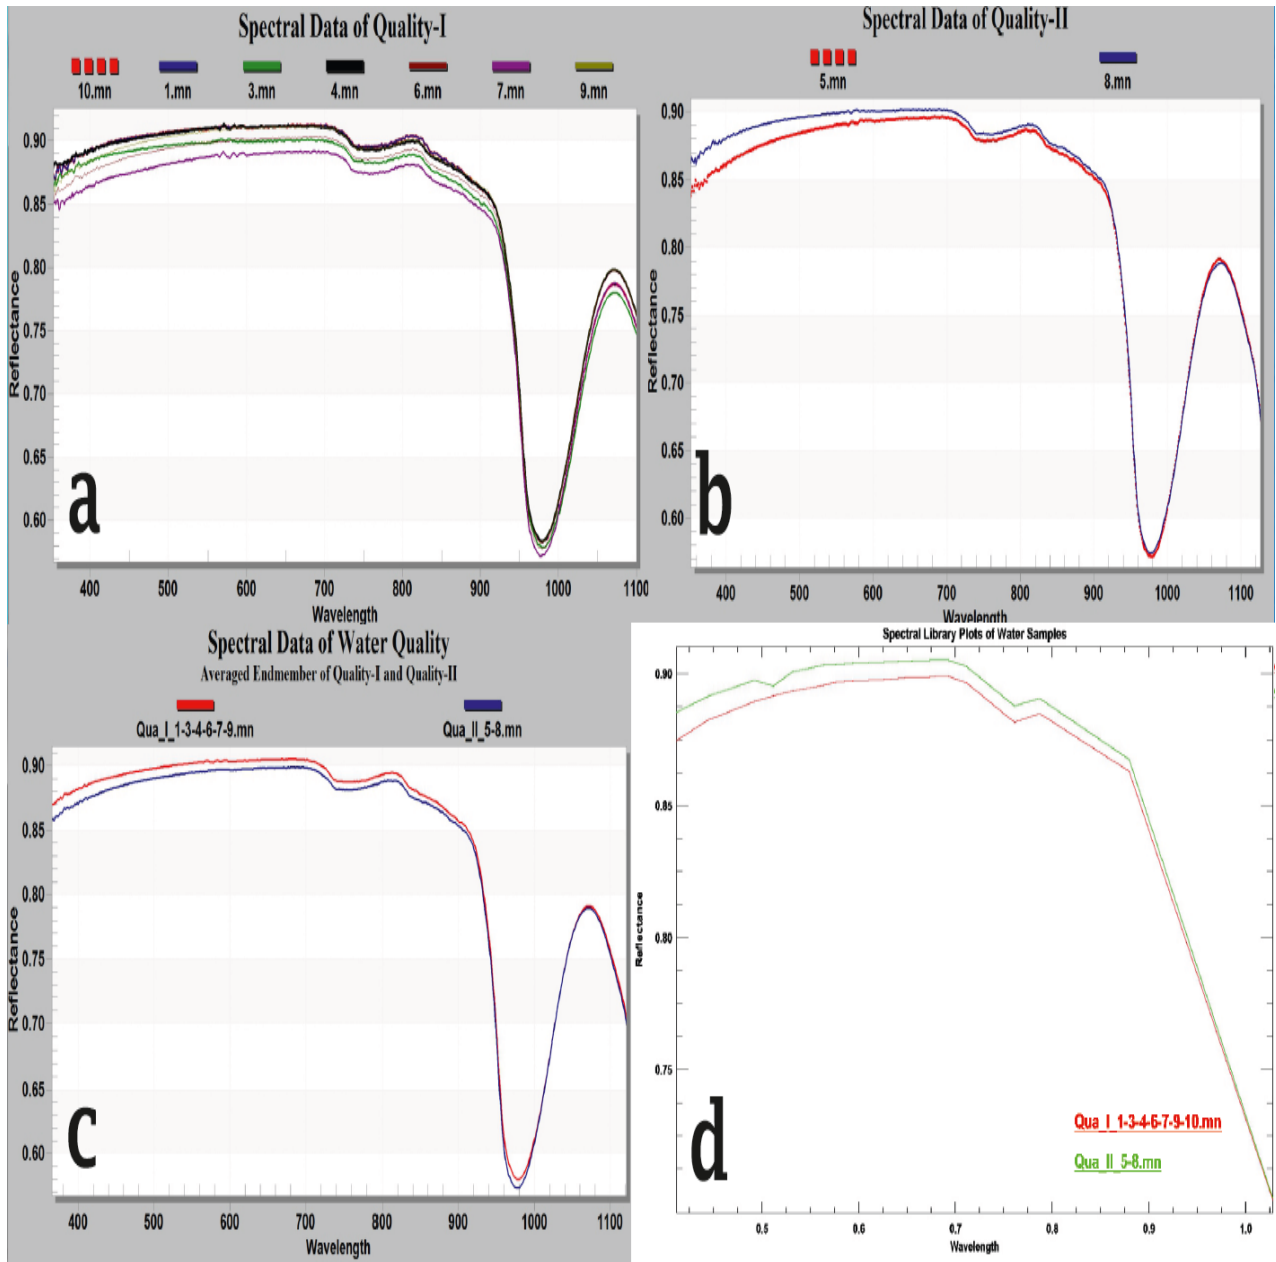 Spectral Data of Quality-I
10.mn 1.mn 3.mn 4.mn 6.mn 7.mn 9.mn
0.90
0.85
0.80
0.75
0.70
0.65
0.60
Reflectance
a
400 500 600 700 800 900 1000 1100
Wavelength
Spectral Data of Quality-II
5.mn 8.mn
0.90
0.85
0.80
0.75
0.70
0.65
0.60
Reflectance
b
400 500 600 700 800 900 1000 1100
Wavelength
Spectral Data of Water Quality
Averaged Endmember of Quality-I and Quality-II
Qua_I_1-3-4-6-7-9.mn Qua_II_5-8.mn
0.90
0.85
0.80
0.75
0.70
0.65
0.60
Reflectance
c
400 500 600 700 800 900 1000 1100
Wavelength
Spectral Library Plots of Water Samples
0.90
0.85
0.80
0.75
Reflectance
Qua_I_1-3-4-6-7-9-10.mn
Qua_II_5-8.mn
d
0.5 0.6 0.7 0.8 0.9 1.0
Wavelength